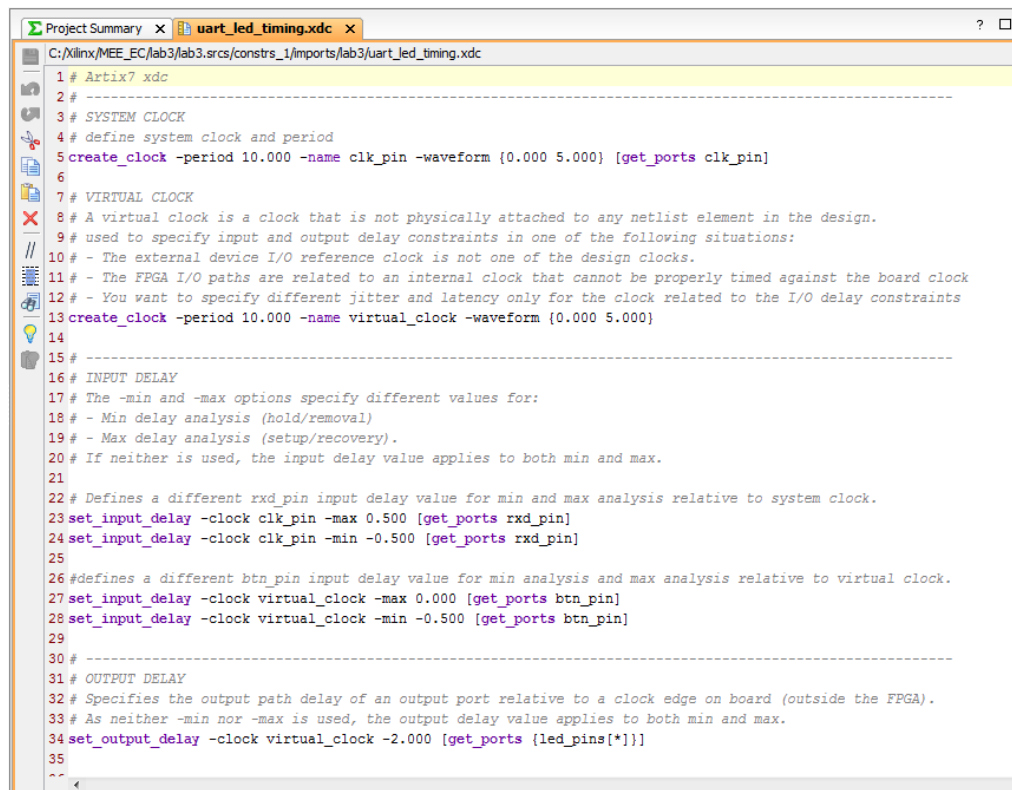 Project Summary × uart_led_timing.xdc × ?
C:/Xilinx/MEE_EC/lab3/lab3.srcs/constrs_1/imports/lab3/uart_led_timing.xdc
1 # Artix7 xdc
2 # ----------------------------------------------------------------------------------------------------------
3 # SYSTEM CLOCK
4 # define system clock and period
5 create_clock -period 10.000 -name clk_pin -waveform {0.000 5.000} [get_ports clk_pin]
6
7 # VIRTUAL CLOCK
8 # A virtual clock is a clock that is not physically attached to any netlist element in the design.
9 # used to specify input and output delay constraints in one of the following situations:
10 # - The external device I/O reference clock is not one of the design clocks.
11 # - The FPGA I/O paths are related to an internal clock that cannot be properly timed against the board clock
12 # - You want to specify different jitter and latency only for the clock related to the I/O delay constraints
13 create_clock -period 10.000 -name virtual_clock -waveform {0.000 5.000}
14
15 # ----------------------------------------------------------------------------------------------------------
16 # INPUT DELAY
17 # The -min and -max options specify different values for:
18 # - Min delay analysis (hold/removal)
19 # - Max delay analysis (setup/recovery).
20 # If neither is used, the input delay value applies to both min and max.
21
22 # Defines a different rxd_pin input delay value for min and max analysis relative to system clock.
23 set_input_delay -clock clk_pin -max 0.500 [get_ports rxd_pin]
24 set_input_delay -clock clk_pin -min -0.500 [get_ports rxd_pin]
25
26 #defines a different btn_pin input delay value for min analysis and max analysis relative to virtual clock.
27 set_input_delay -clock virtual_clock -max 0.000 [get_ports btn_pin]
28 set_input_delay -clock virtual_clock -min -0.500 [get_ports btn_pin]
29
30 # ----------------------------------------------------------------------------------------------------------
31 # OUTPUT DELAY
32 # Specifies the output path delay of an output port relative to a clock edge on board (outside the FPGA).
33 # As neither -min nor -max is used, the output delay value applies to both min and max.
34 set_output_delay -clock virtual_clock -2.000 [get_ports {led_pins[*]}]
35